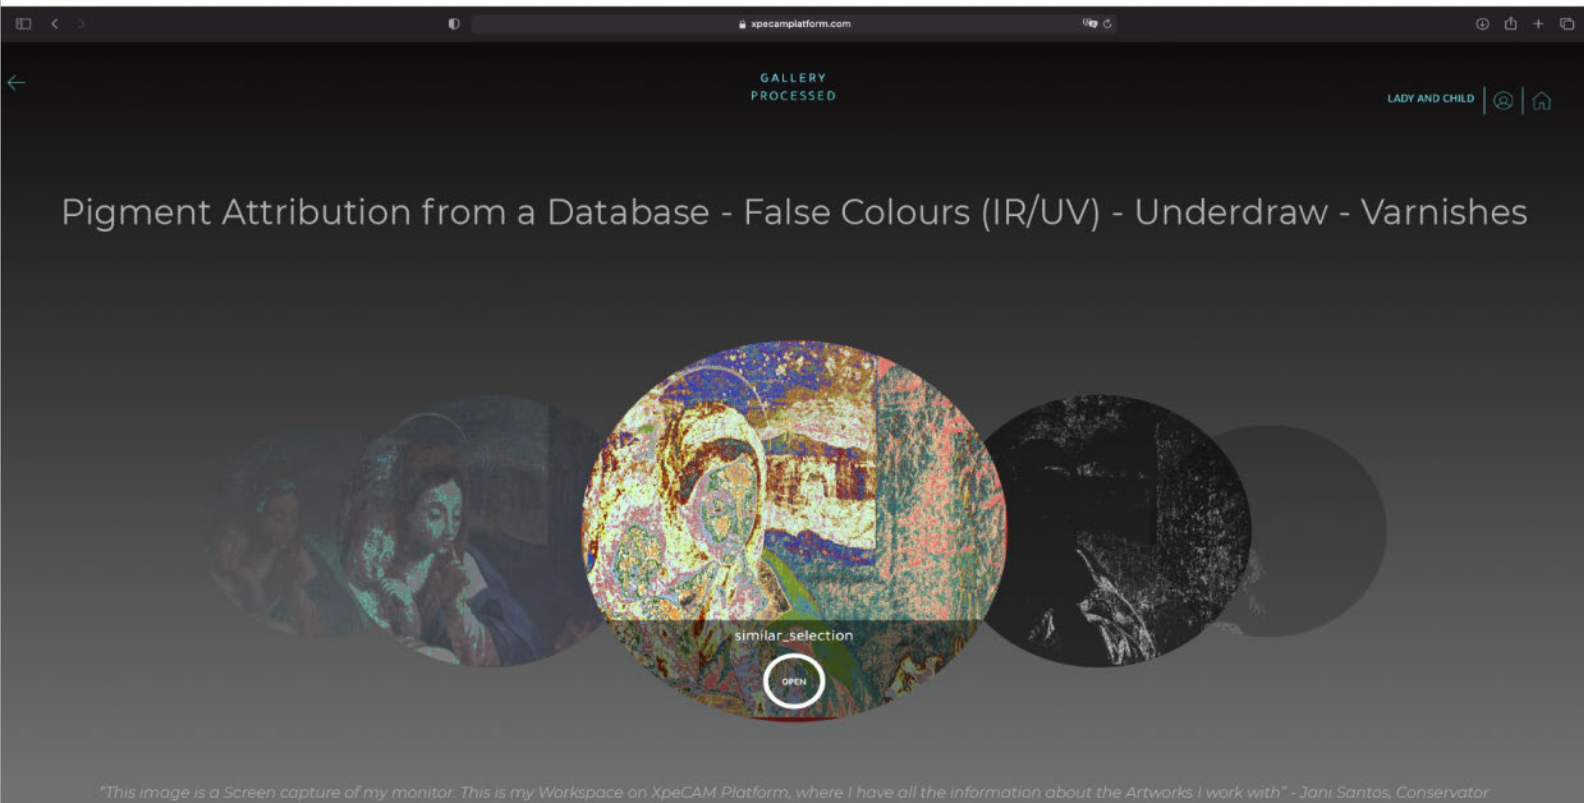 xpecamplatform.com
GALLERY
PROCESSED
LADY AND CHILD
Pigment Attribution from a Database - False Colours (IR/UV) - Underdraw - Varnishes
similar_selection
OPEN
"This image is a Screen capture of my monitor. This is my Workspace on XpeCAM Platform, where I have all the information about the Artworks I work with" - Jani Santos, Conservator